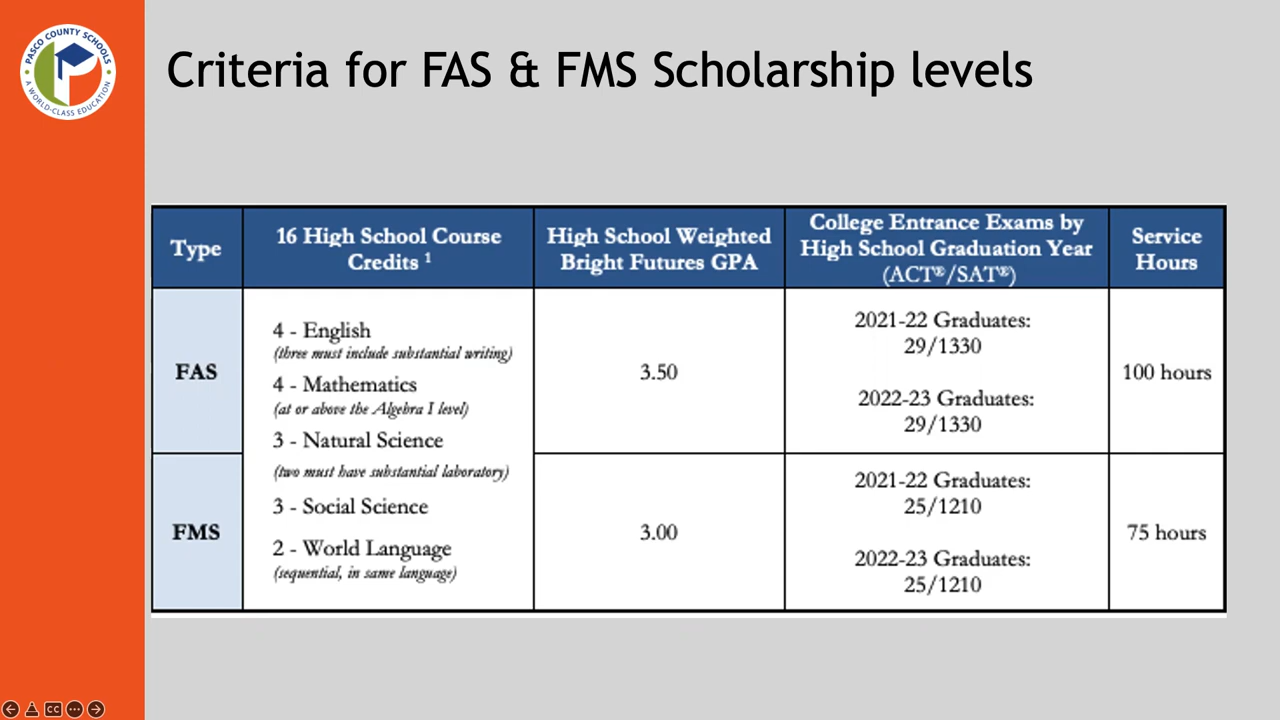 PASCO COUNTY SCHOOLS
A WORLD-CLASS EDUCATION
Criteria for FAS & FMS Scholarship levels
Type
16 High School Course
Credits 1
High School Weighted
Bright Futures GPA
College Entrance Exams by
High School Graduation Year
(ACT®/SAT®)
Service
Hours
FAS
4 - English
(three must include substantial writing)
4 - Mathematics
(at or above the Algebra I level)
3 - Natural Science
(two must have substantial laboratory)
3 - Social Science
2 - World Language
(sequential, in same language)
3.50
2021-22 Graduates:
29/1330
2022-23 Graduates:
29/1330
100 hours
FMS
3.00
2021-22 Graduates:
25/1210
2022-23 Graduates:
25/1210
75 hours
CC